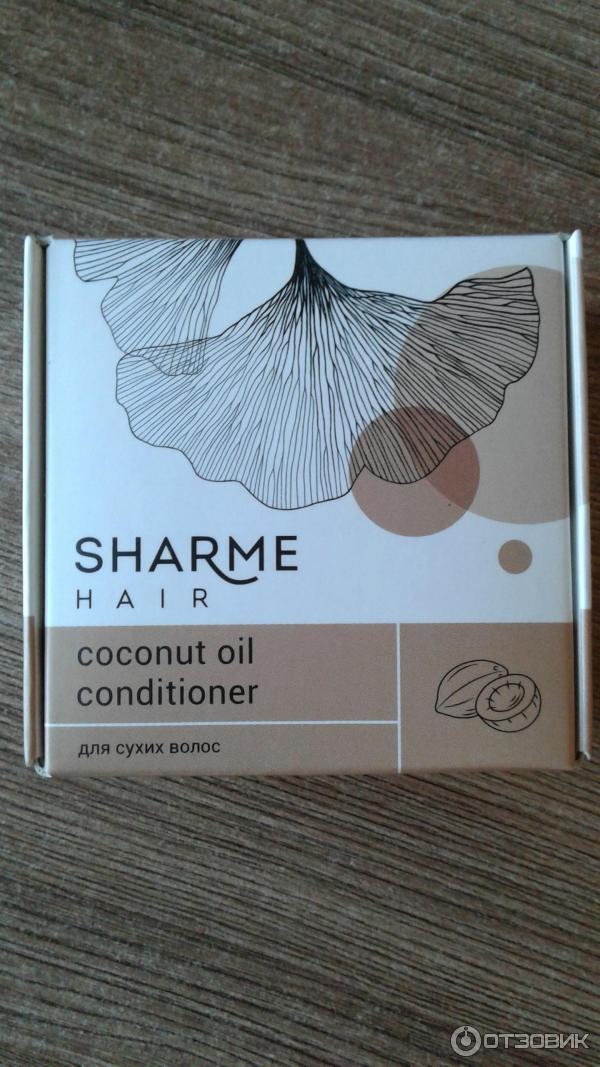 SHARME
HAIR
coconut oil
conditioner
для сухих волос
ОТЗОВИК